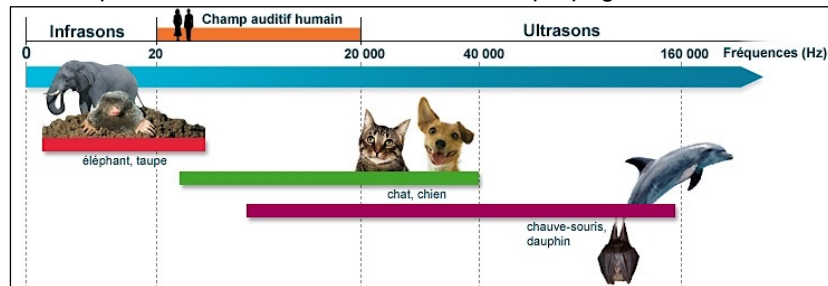 Champ auditif humain
Infrasons
Ultrasons
0
20
20 000
40 000
160 000
Fréquences (Hz)
éléphant, taupe
chat, chien
chauve-souris,
dauphin